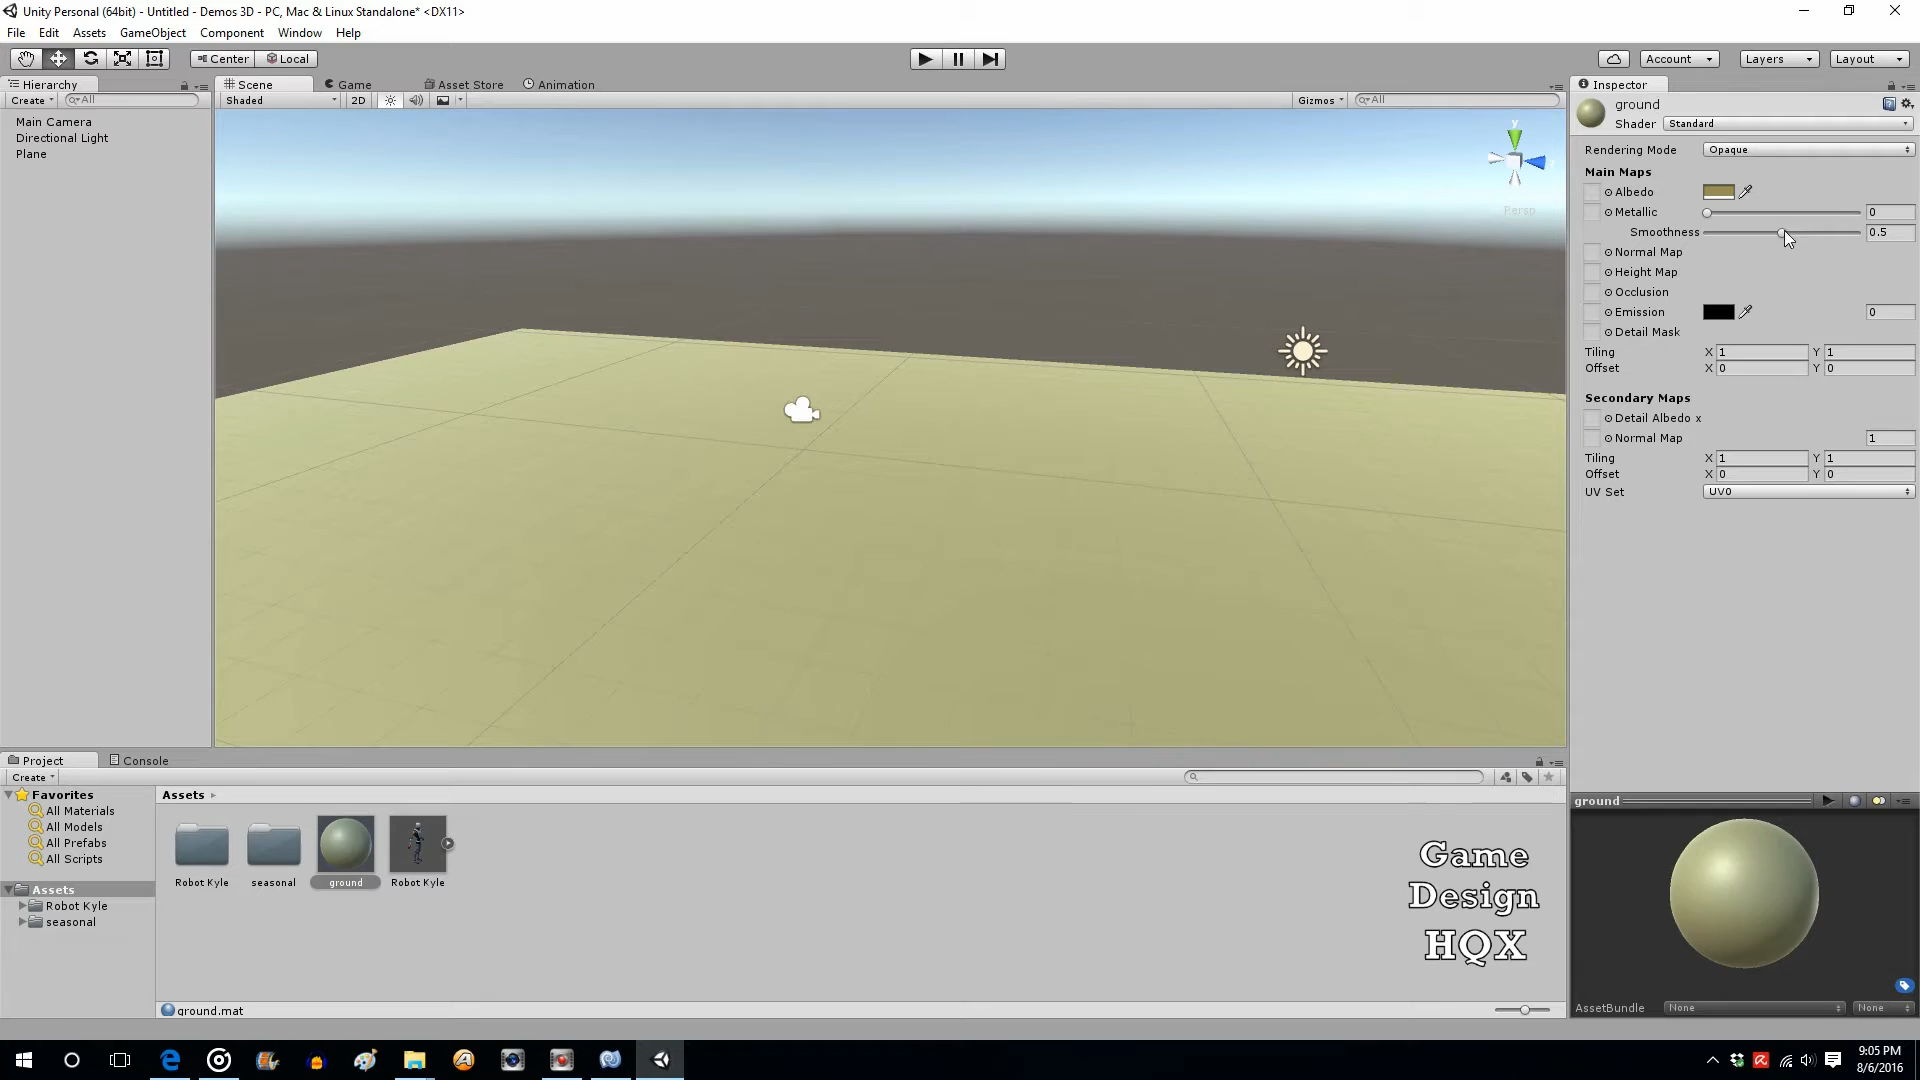 Unity Personal (64bit) - Untitled - Demos 3D - PC, Mac & Linux Standalone* <DX11>
File Edit Assets GameObject Component Window Help
Center Local Account Layers Layout
Hierarchy
Create All
Main Camera
Directional Light
Plane
Scene Game Asset Store Animation
Shaded 2D Gizmos All
y
Persp
Inspector
ground
Shader Standard
Rendering Mode Opaque
Main Maps
Albedo
Metallic 0
Smoothness 0.5
Normal Map
Height Map
Occlusion
Emission 0
Detail Mask
Tiling X 1 Y 1
Offset X 0 Y 0
Secondary Maps
Detail Albedo x
Normal Map 1
Tiling X 1 Y 1
Offset X 0 Y 0
UV Set UV0
Project Console
Create
Favorites
All Materials
All Models
All Prefabs
All Scripts
Assets
Robot Kyle
seasonal
Assets
Robot Kyle seasonal ground Robot Kyle
ground.mat
Game
Design
HQX
ground
AssetBundle None None
9:05 PM
8/6/2016